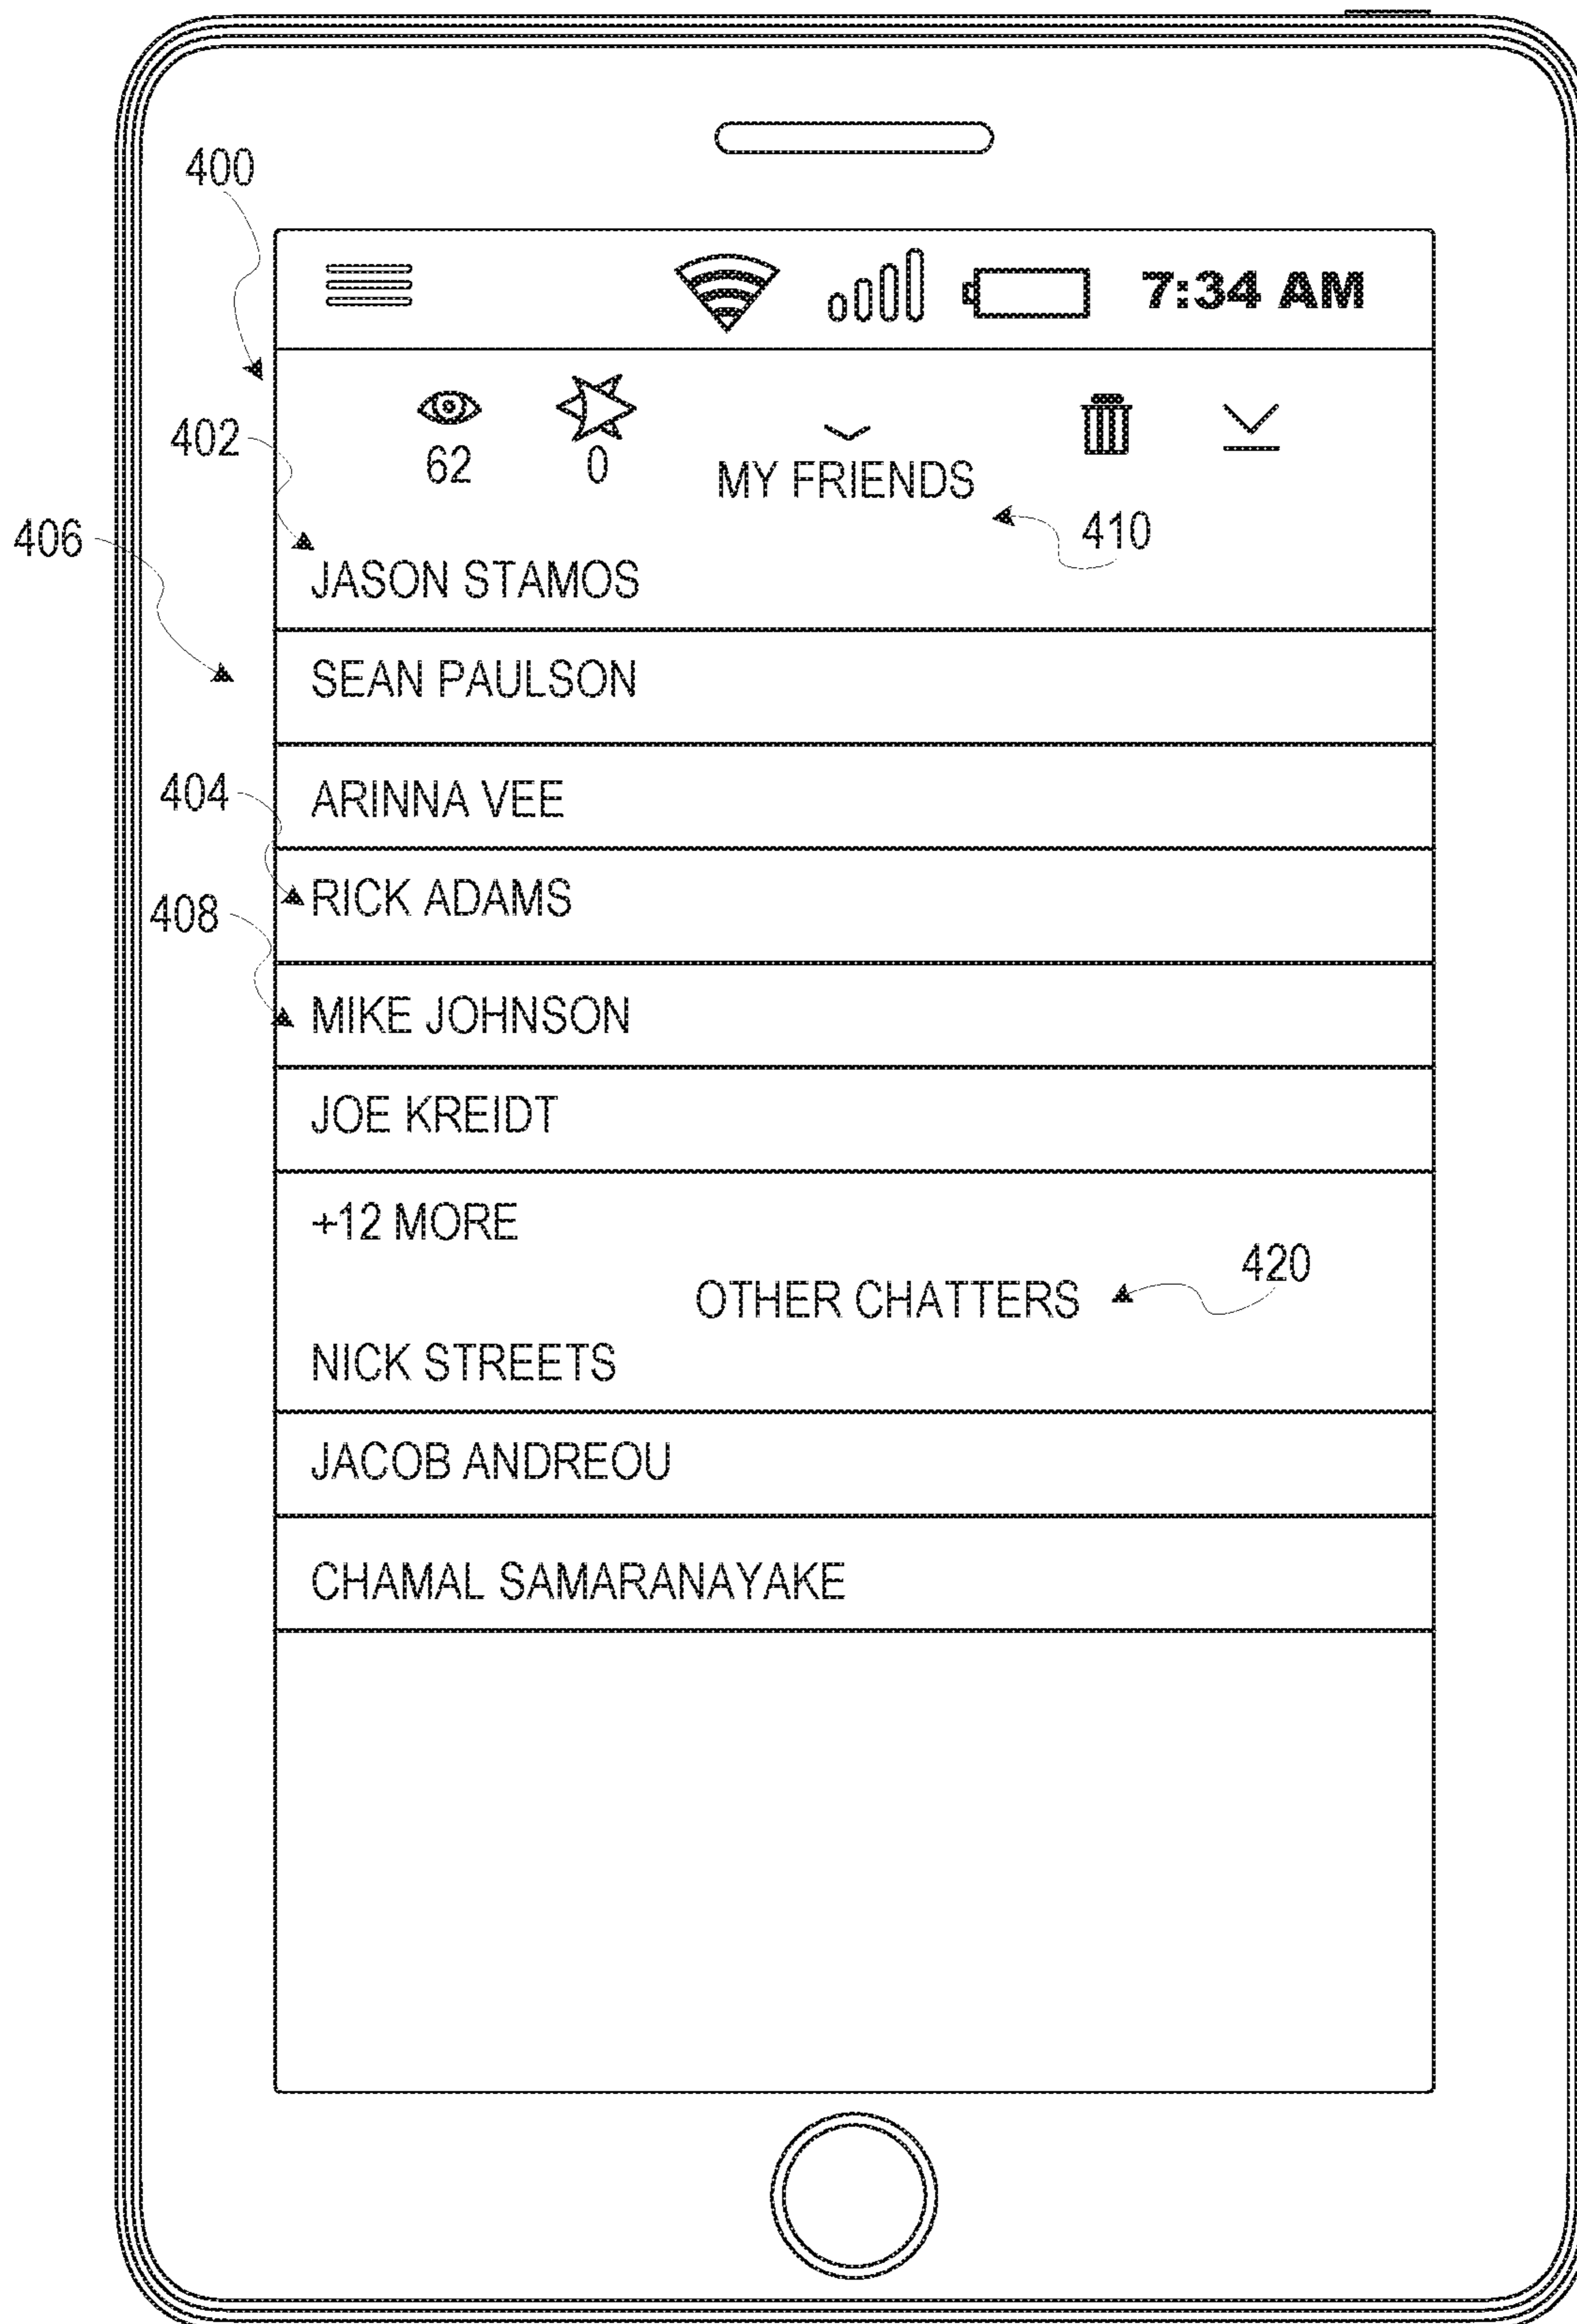 400
7:34 AM
402
62
0
MY FRIENDS
406
410
JASON STAMOS
SEAN PAULSON
404
ARINNA VEE
408
RICK ADAMS
MIKE JOHNSON
JOE KREIDT
+12 MORE
420
OTHER CHATTERS
NICK STREETS
JACOB ANDREOU
CHAMAL SAMARANAYAKE